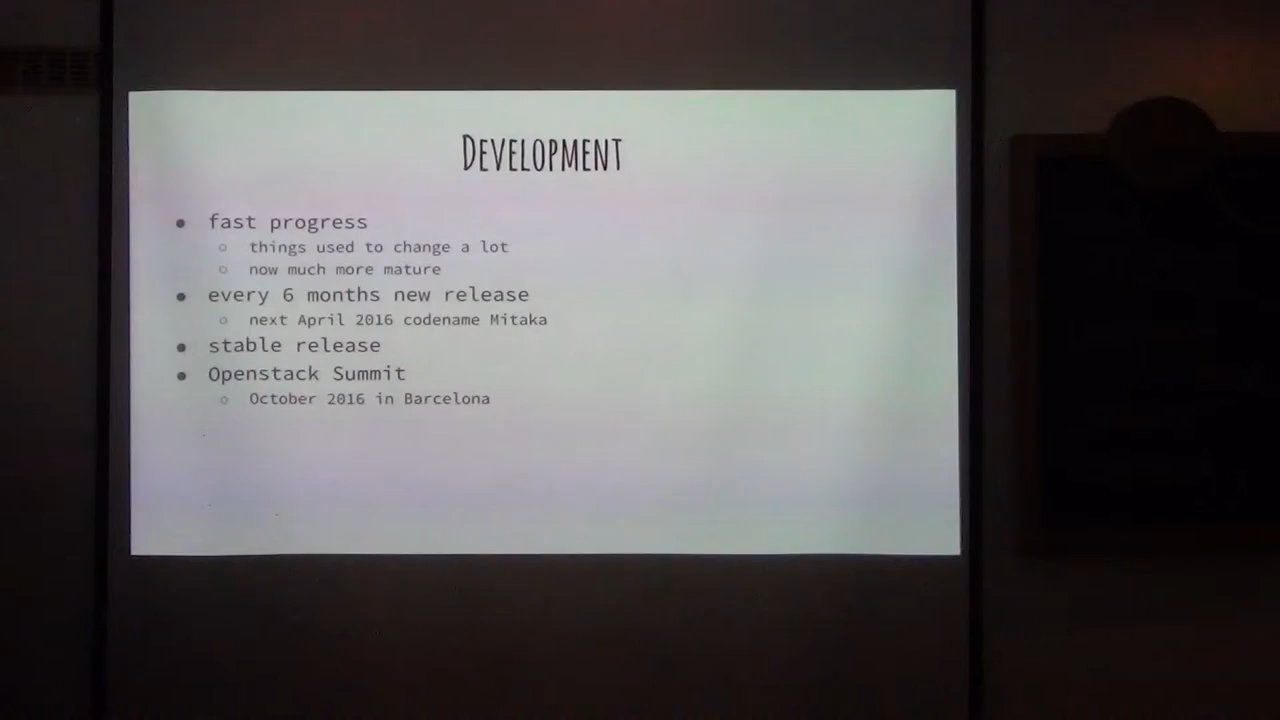 DEVELOPMENT
● fast progress
○ things used to change a lot
○ now much more mature
● every 6 months new release
○ next April 2016 codename Mitaka
● stable release
● Openstack Summit
○ October 2016 in Barcelona